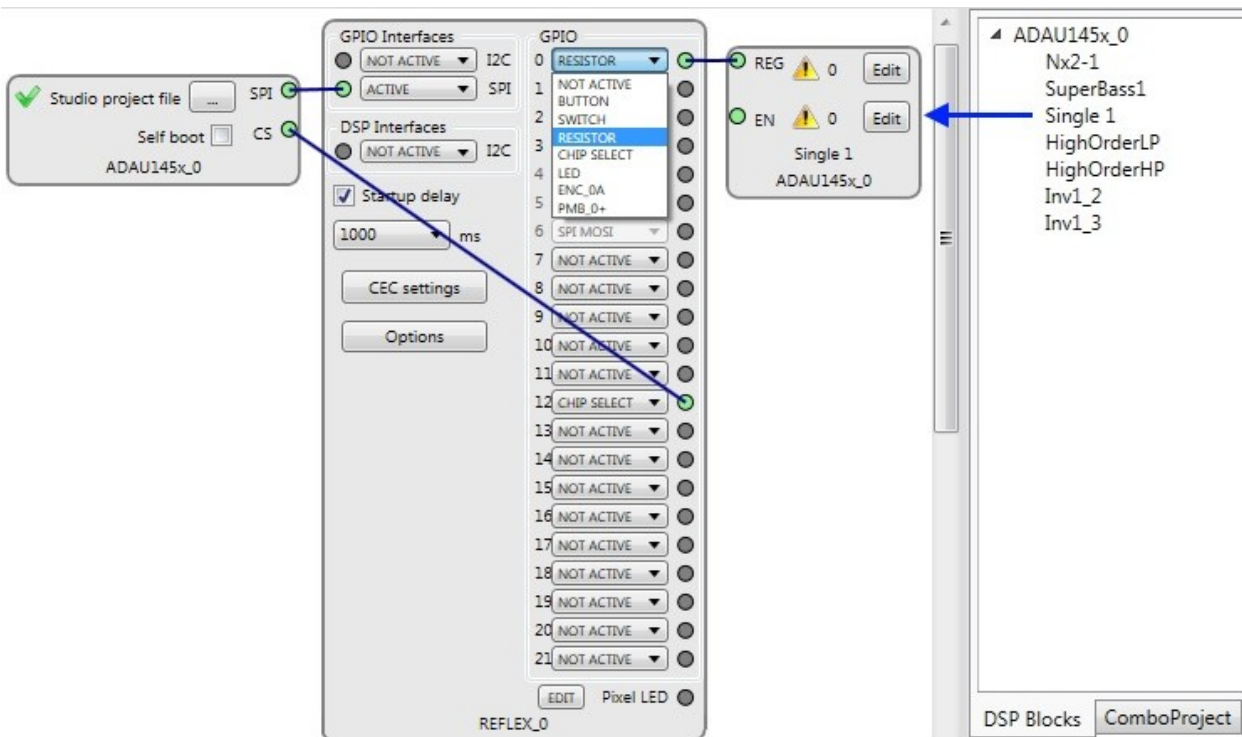 Studio project file ... SPI
Self boot CS
ADAU145x_0
GPIO Interfaces
NOT ACTIVE I2C
ACTIVE SPI
DSP Interfaces
NOT ACTIVE I2C
Startup delay
1000 ms
CEC settings
Options
GPIO
0 RESISTOR
1 NOT ACTIVE
BUTTON
2 SWITCH
3 RESISTOR
CHIP SELECT
4 LED
ENC_0A
5 PMB_0+
6 SPI MOSI
7 NOT ACTIVE
8 NOT ACTIVE
9 NOT ACTIVE
10 NOT ACTIVE
11 NOT ACTIVE
12 CHIP SELECT
13 NOT ACTIVE
14 NOT ACTIVE
15 NOT ACTIVE
16 NOT ACTIVE
17 NOT ACTIVE
18 NOT ACTIVE
19 NOT ACTIVE
20 NOT ACTIVE
21 NOT ACTIVE
EDIT Pixel LED
REFLEX_0
REG 0 Edit
EN 0 Edit
Single 1
ADAU145x_0
ADAU145x_0
Nx2-1
SuperBass1
Single 1
HighOrderLP
HighOrderHP
Inv1_2
Inv1_3
DSP Blocks ComboProject